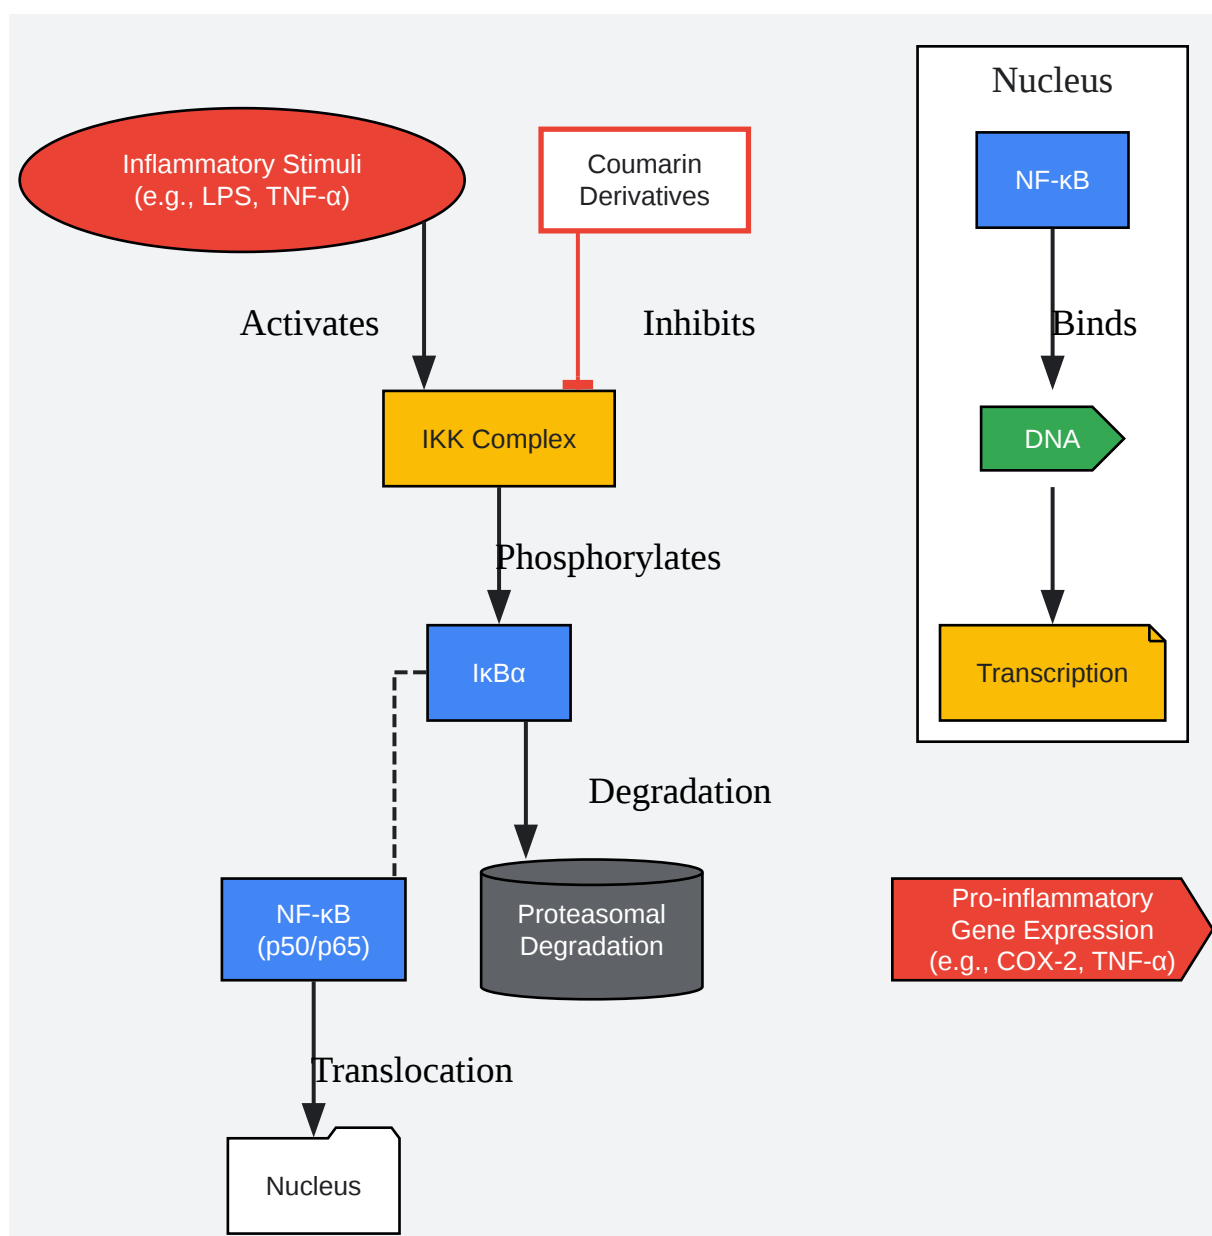 Nucleus
Inflammatory Stimuli
(e.g., LPS, TNF-α)
Coumarin
Derivatives
NF-κB
Activates
Inhibits
Binds
IKK Complex
DNA
Phosphorylates
IκBα
Transcription
Degradation
NF-κB
(p50/p65)
Proteasomal
Degradation
Pro-inflammatory
Gene Expression
(e.g., COX-2, TNF-α)
Translocation
Nucleus